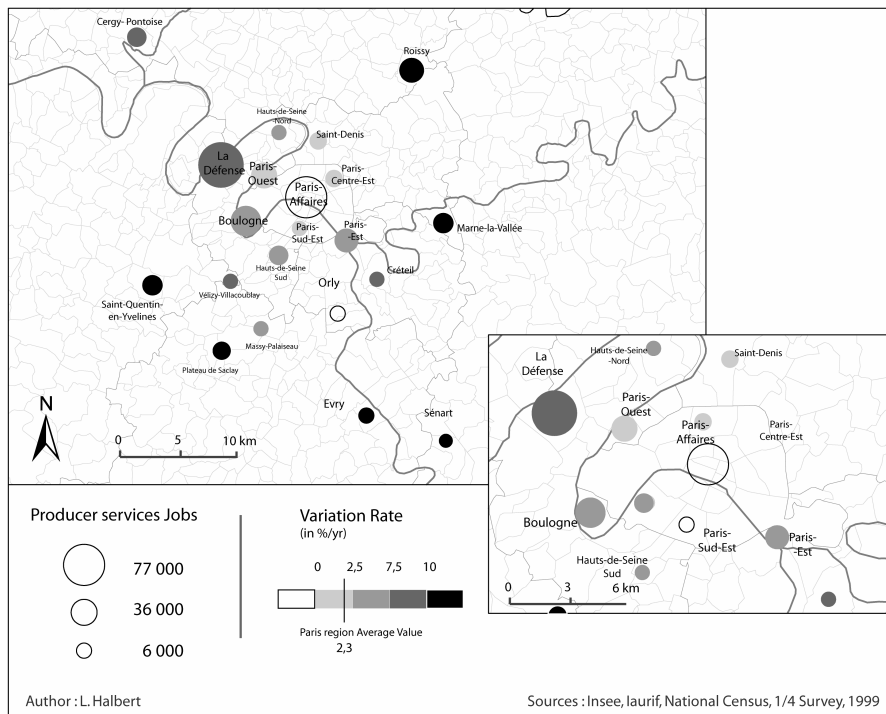 Cergy- Pontoise
Roissy
Hauts-de-Seine
-Nord
Saint-Denis
La
Défense
Paris-
Ouest
Paris-
Centre-Est
Paris-
Affaires
Boulogne
Paris-
Sud-Est
Paris-
-Est
Marne-la-Vallée
Hauts-de-Seine
Sud
Créteil
Vélizy-Villacoublay
Orly
Saint-Quentin-
en-Yvelines
Massy-Palaiseau
Plateau de Saclay
Evry
Sénart
N
0 5 10 km
La
Défense
Hauts-de-Seine
-Nord
Saint-Denis
Paris-
Ouest
Paris-
Affaires
Paris-
Centre-Est
Boulogne
Paris-
Sud-Est
Paris-
-Est
Hauts-de-Seine
Sud
0 3 6 km
Producer services Jobs
77 000
36 000
6 000
Variation Rate
(in %/yr)
0 2,5 7,5 10
Paris region Average Value
2,3
Author : L. Halbert
Sources : Insee, Iaurif, National Census, 1/4 Survey, 1999